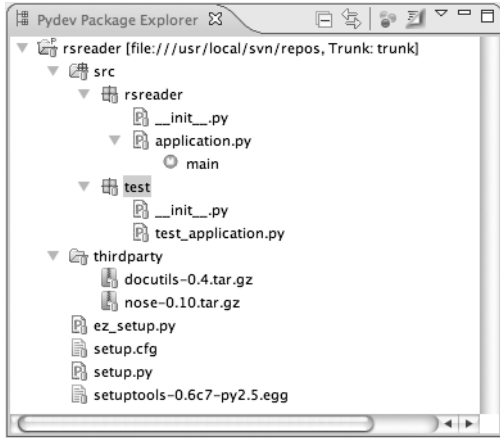 Pydev Package Explorer
rsreader [file:///usr/local/svn/repos, Trunk: trunk]
src
rsreader
__init__.py
application.py
main
test
__init__.py
test_application.py
thirdparty
docutils-0.4.tar.gz
nose-0.10.tar.gz
ez_setup.py
setup.cfg
setup.py
setuptools-0.6c7-py2.5.egg